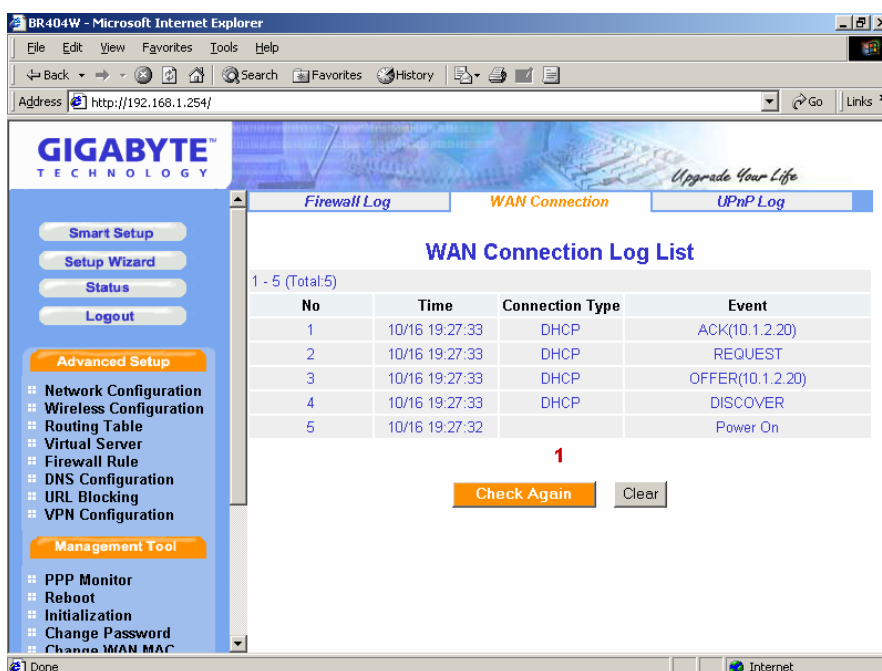 BR404W - Microsoft Internet Explorer
File Edit View Favorites Tools Help
Back Search Favorites History
Address http://192.168.1.254/ Go Links
GIGABYTE™
TECHNOLOGY
Upgrade Your Life
Smart Setup
Setup Wizard
Status
Logout
Advanced Setup
Network Configuration
Wireless Configuration
Routing Table
Virtual Server
Firewall Rule
DNS Configuration
URL Blocking
VPN Configuration
Management Tool
PPP Monitor
Reboot
Initialization
Change Password
Change WAN MAC
Firewall Log WAN Connection UPnP Log
WAN Connection Log List
1 - 5 (Total:5)
No Time Connection Type Event
1 10/16 19:27:33 DHCP ACK(10.1.2.20)
2 10/16 19:27:33 DHCP REQUEST
3 10/16 19:27:33 DHCP OFFER(10.1.2.20)
4 10/16 19:27:33 DHCP DISCOVER
5 10/16 19:27:32 Power On
1
Check Again Clear
Done Internet